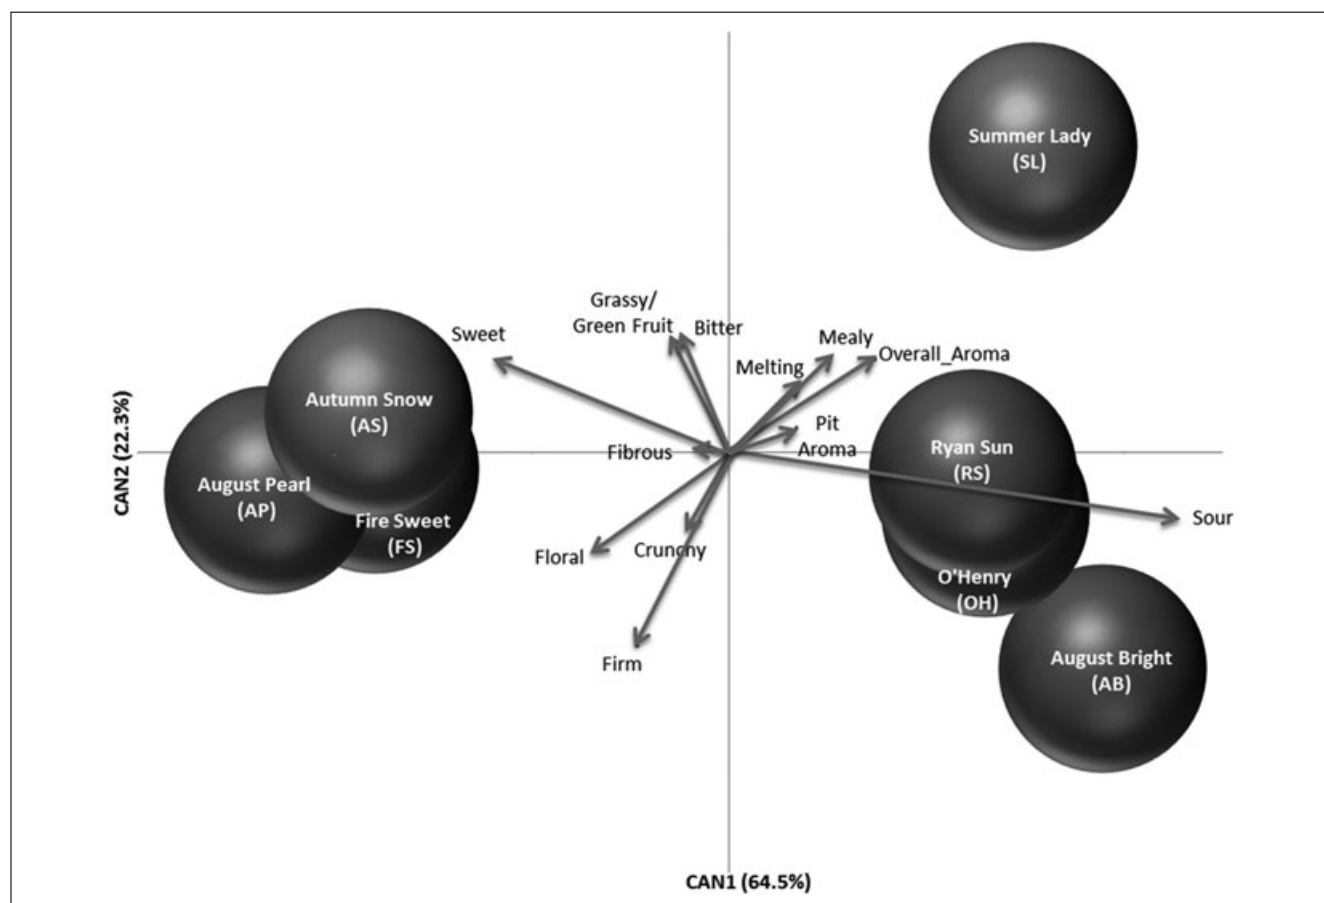 Summer Lady
(SL)
Grassy/
Green Fruit
Bitter
Sweet
Mealy
Melting
Overall_Aroma
Autumn Snow
(AS)
Pit
Aroma
Fibrous
Ryan Sun
(RS)
August Pearl
(AP)
Fire Sweet
(FS)
Sour
Floral
Crunchy
O'Henry
(OH)
Firm
August Bright
(AB)
CAN2 (22.3%)
CAN1 (64.5%)